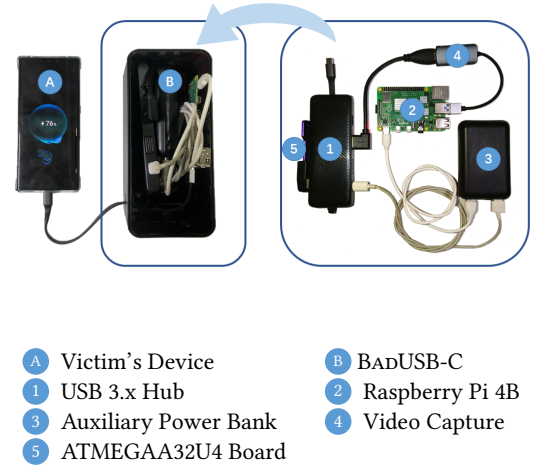 A
B
76%
1
2
3
4
5
A Victim's Device
B BADUSB-C
1 USB 3.x Hub
2 Raspberry Pi 4B
3 Auxiliary Power Bank
4 Video Capture
5 ATMEGAA32U4 Board